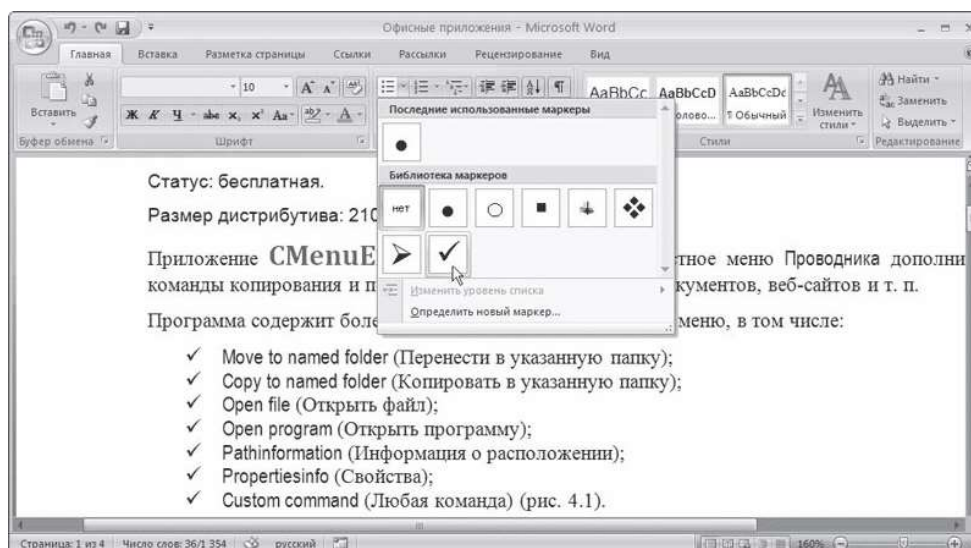 Офисные приложения - Microsoft Word
Главная Вставка Разметка страницы Ссылки Рассылки Рецензирование Вид
10
Вставить
Ж К Ч abc x₂ x² Aa
AaBbCc AaBbCcD AaBbCcDc
олово... ¶ Обычный
Изменить стили
Найти
Заменить
Выделить
Буфер обмена Шрифт Стили Редактирование
Последние использованные маркеры
Библиотека маркеров
нет
Изменить уровень списка
Определить новый маркер...
Статус: бесплатная.
Размер дистрибутива: 210
Приложение CMenuE тное меню Проводника дополни
команды копирования и п кументов, веб-сайтов и т. п.
Программа содержит боле меню, в том числе:
✓ Move to named folder (Перенести в указанную папку);
✓ Copy to named folder (Копировать в указанную папку);
✓ Open file (Открыть файл);
✓ Open program (Открыть программу);
✓ Pathinformation (Информация о расположении);
✓ Propertiesinfo (Свойства);
✓ Custom command (Любая команда) (рис. 4.1).
Страница: 1 из 4 Число слов: 36/1 354 русский 160%